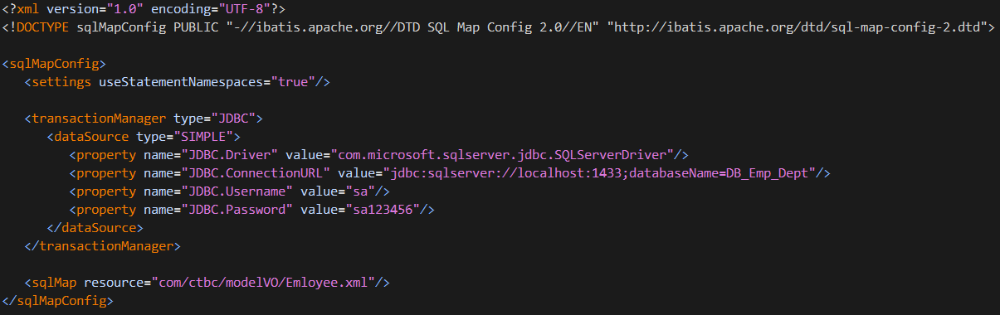 <?xml version="1.0" encoding="UTF-8"?>
<!DOCTYPE sqlMapConfig PUBLIC "-//ibatis.apache.org//DTD SQL Map Config 2.0//EN" "http://ibatis.apache.org/dtd/sql-map-config-2.dtd">
<sqlMapConfig>
<settings useStatementNamespaces="true"/>
<transactionManager type="JDBC">
<dataSource type="SIMPLE">
<property name="JDBC.Driver" value="com.microsoft.sqlserver.jdbc.SQLServerDriver"/>
<property name="JDBC.ConnectionURL" value="jdbc:sqlserver://localhost:1433;databaseName=DB_Emp_Dept"/>
<property name="JDBC.Username" value="sa"/>
<property name="JDBC.Password" value="sa123456"/>
</dataSource>
</transactionManager>
<sqlMap resource="com/ctbc/modelVO/Emloyee.xml"/>
</sqlMapConfig>